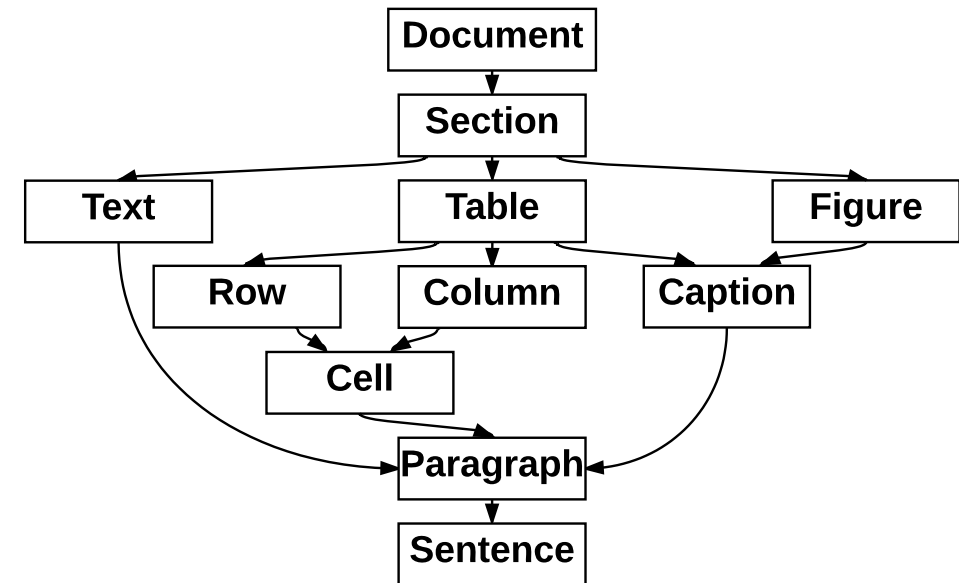 Document
Section
Text
Table
Figure
Row
Column
Caption
Cell
Paragraph
Sentence